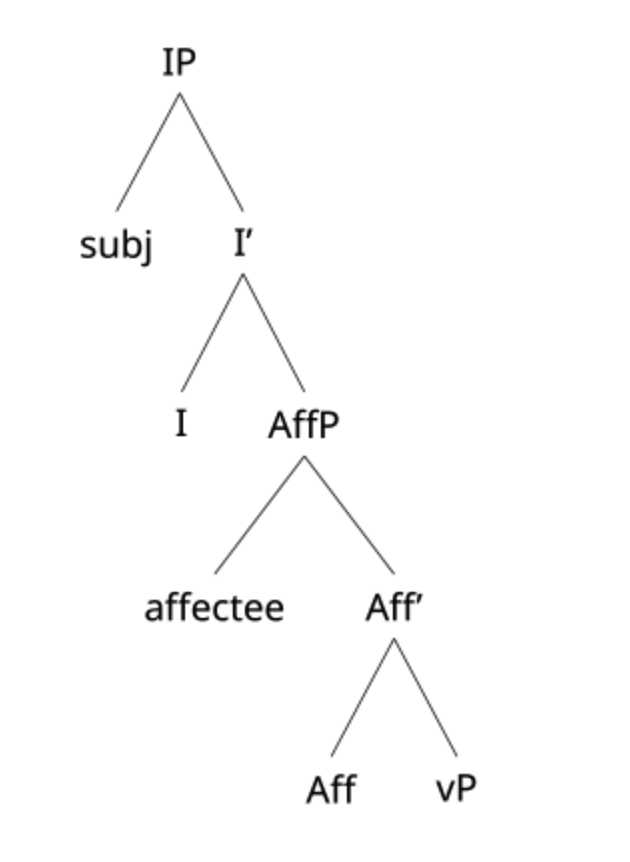 IP
subj I’
I AffP
affectee Aff’
Aff vP